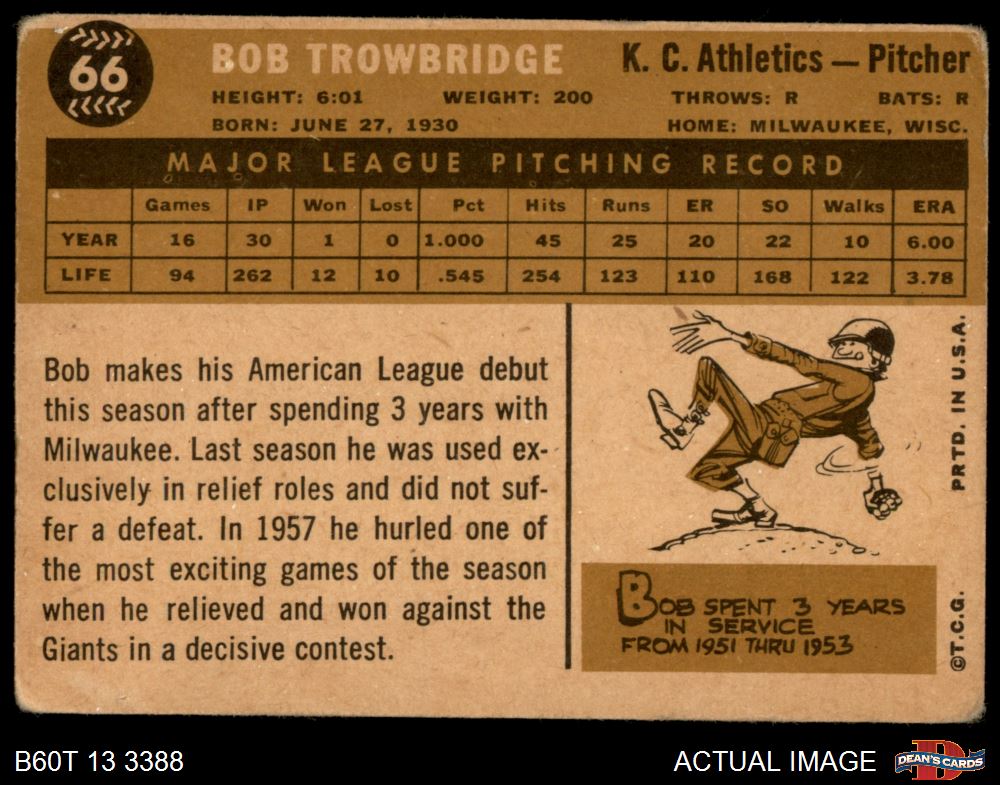 66
BOB TROWBRIDGE
K. C. Athletics — Pitcher
HEIGHT: 6:01 WEIGHT: 200 THROWS: R BATS: R
BORN: JUNE 27, 1930 HOME: MILWAUKEE, WISC.
MAJOR LEAGUE PITCHING RECORD
Games IP Won Lost Pct Hits Runs ER SO Walks ERA
YEAR 16 30 1 0 1.000 45 25 20 22 10 6.00
LIFE 94 262 12 10 .545 254 123 110 168 122 3.78
Bob makes his American League debut
this season after spending 3 years with
Milwaukee. Last season he was used ex-
clusively in relief roles and did not suf-
fer a defeat. In 1957 he hurled one of
the most exciting games of the season
when he relieved and won against the
Giants in a decisive contest.
BOB SPENT 3 YEARS
IN SERVICE
FROM 1951 THRU 1953
©T.C.G. PRTD. IN U.S.A.
B60T 13 3388
ACTUAL IMAGE
D
DEAN'S CARDS